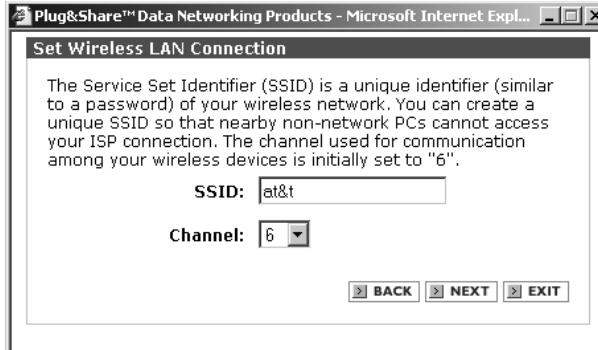 Plug&Share™ Data Networking Products - Microsoft Internet Expl...
Set Wireless LAN Connection
The Service Set Identifier (SSID) is a unique identifier (similar
to a password) of your wireless network. You can create a
unique SSID so that nearby non-network PCs cannot access
your ISP connection. The channel used for communication
among your wireless devices is initially set to "6".
SSID: at&t
Channel: 6
BACK NEXT EXIT